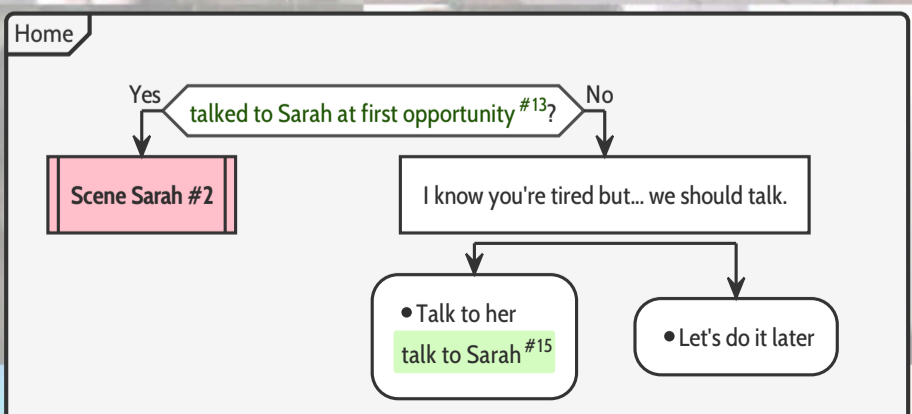 Home
Yes
talked to Sarah at first opportunity #13?
No
Scene Sarah #2
I know you're tired but... we should talk.
•Talk to her
talk to Sarah #15
•Let's do it later